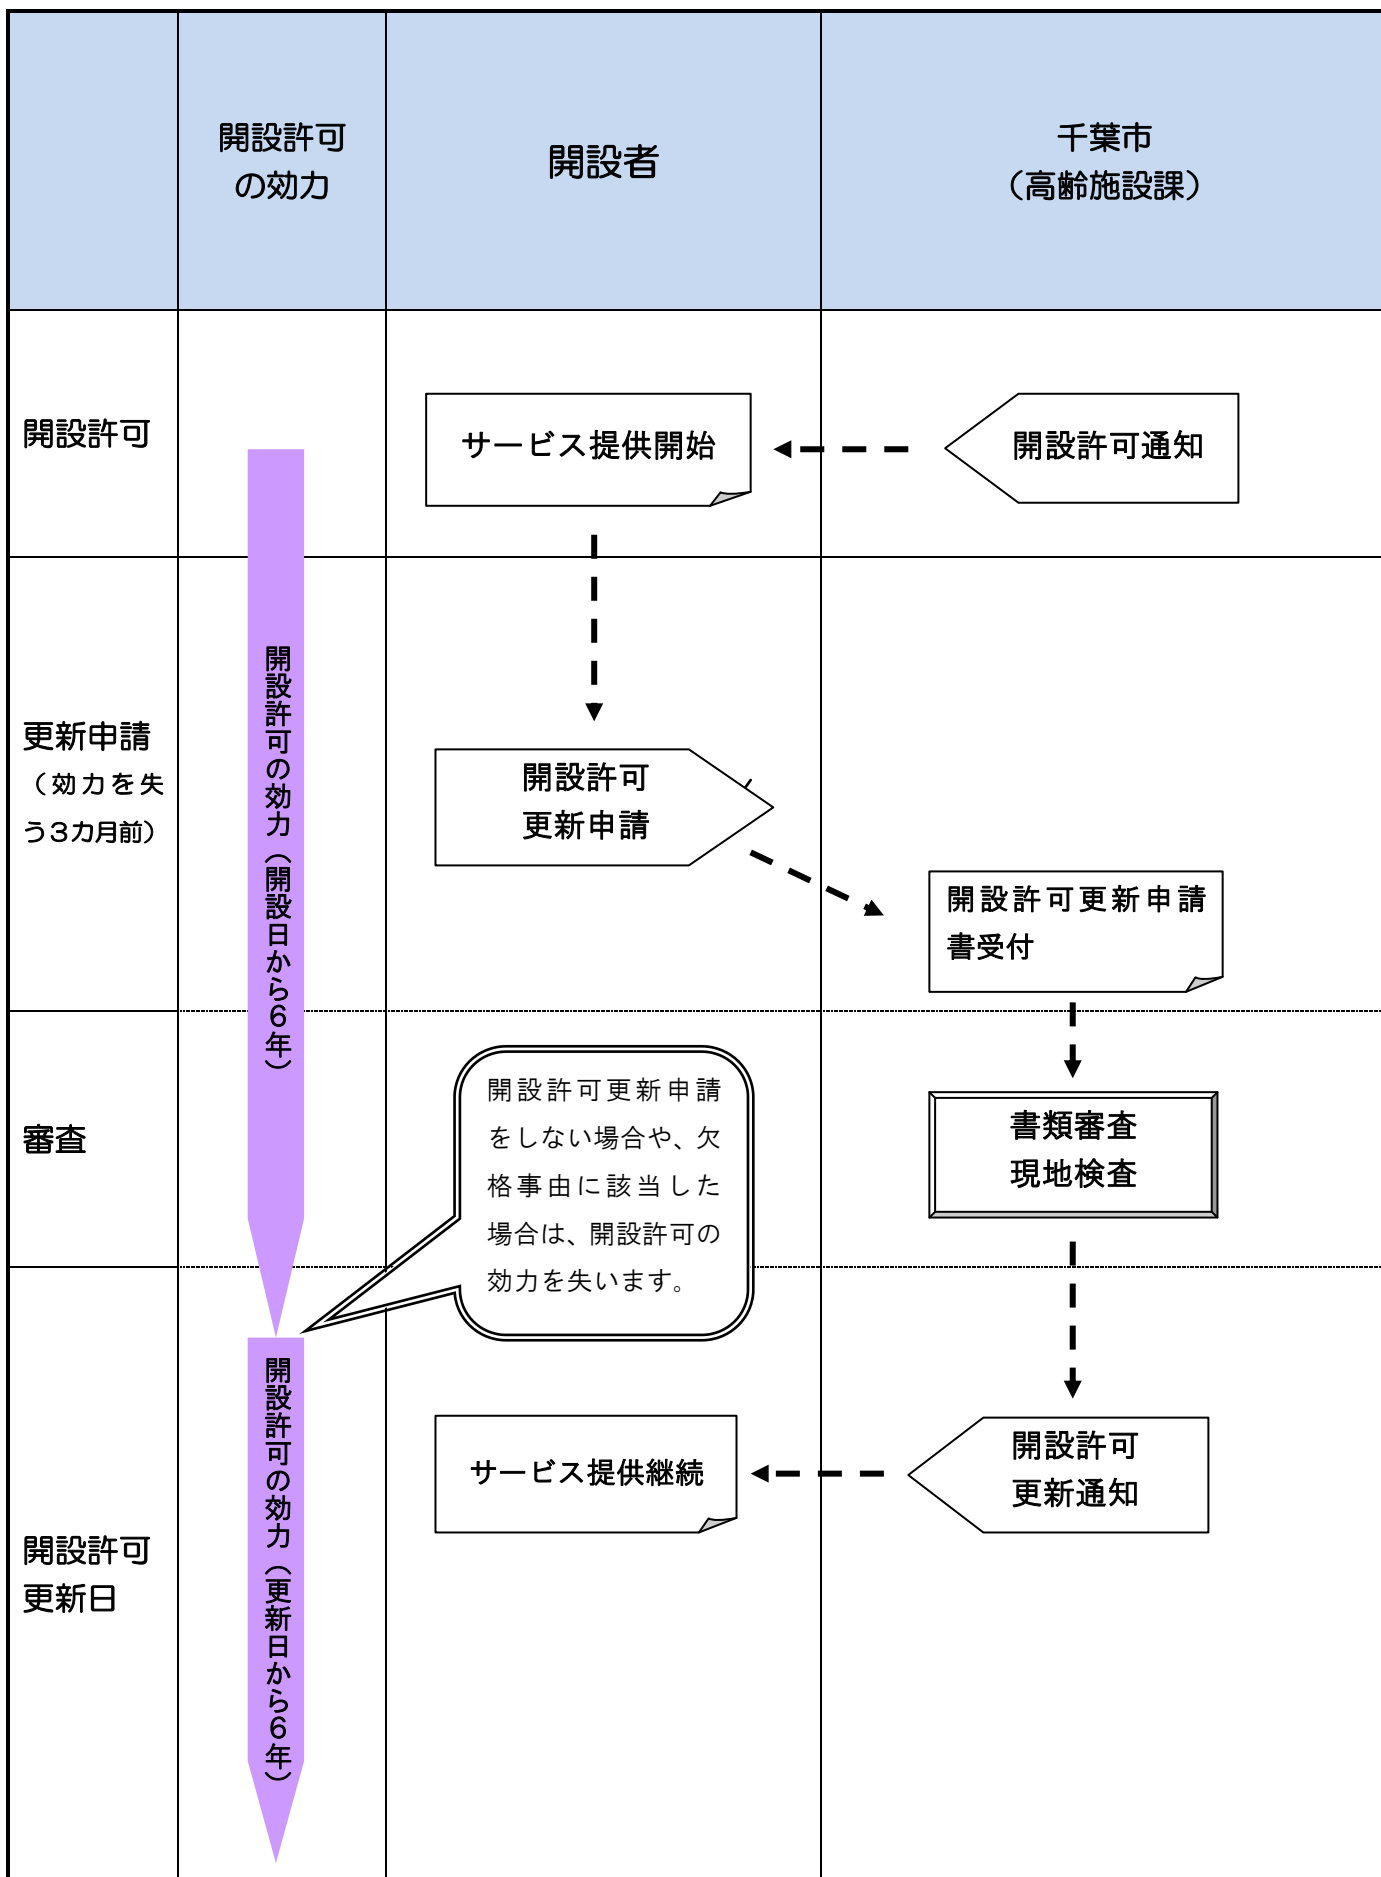 開設許可
の効力
開設者
千葉市
（高齢施設課）
開設許可
サービス提供開始
開設許可通知
更新申請
（効力を失
う３カ月前）
開設許可の効力（開設日から６年）
開設許可
更新申請
開設許可更新申請
書受付
審査
開設許可更新申請
をしない場合や、欠
格事由に該当した
場合は、開設許可の
効力を失います。
書類審査
現地検査
開設許可
更新日
開設許可の効力（更新日から６年）
サービス提供継続
開設許可
更新通知